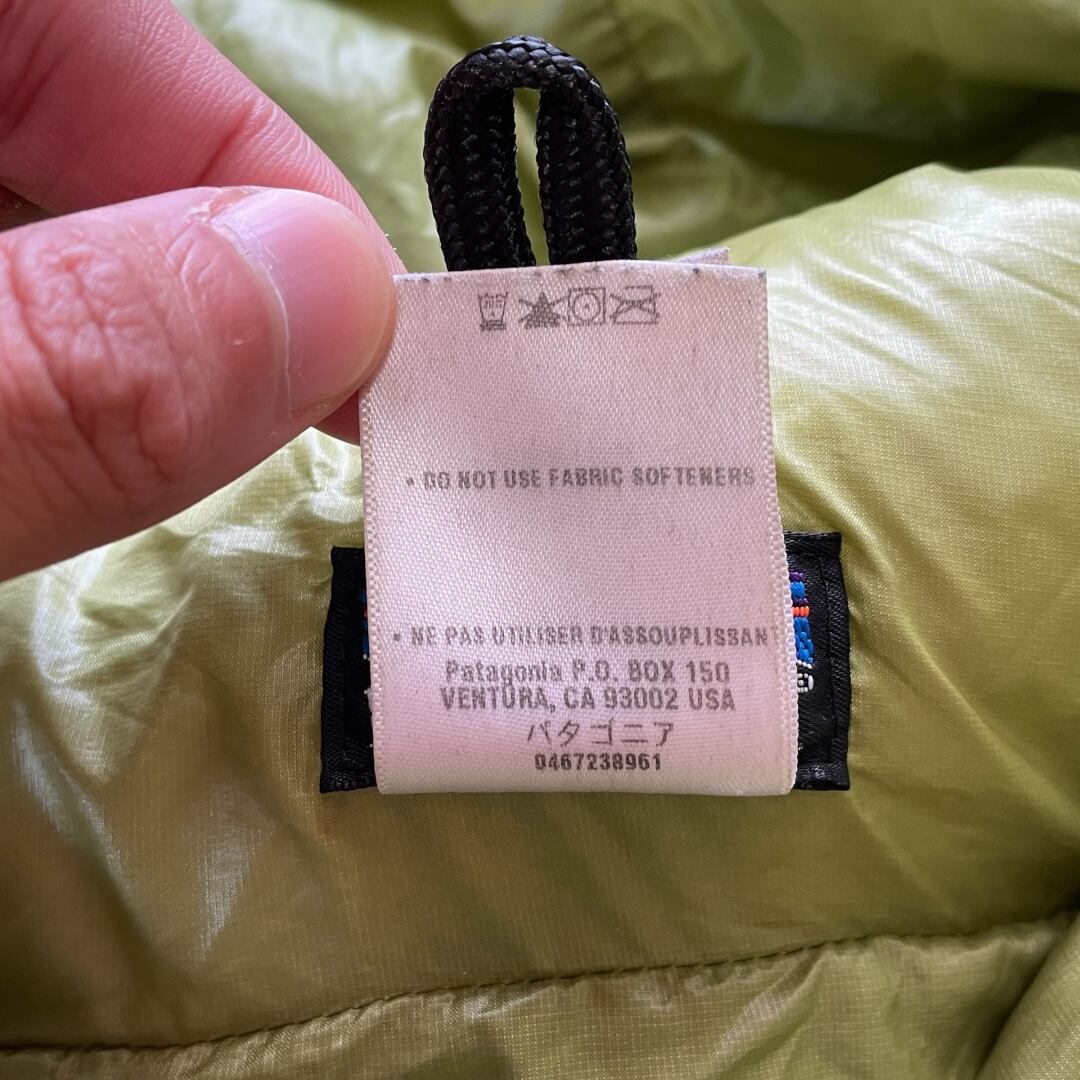 • DO NOT USE FABRIC SOFTENERS
• NE PAS UTILISER D'ASSOUPLISSANT
Patagonia P.O. BOX 150
VENTURA, CA 93002 USA
パタゴニア
0467238961